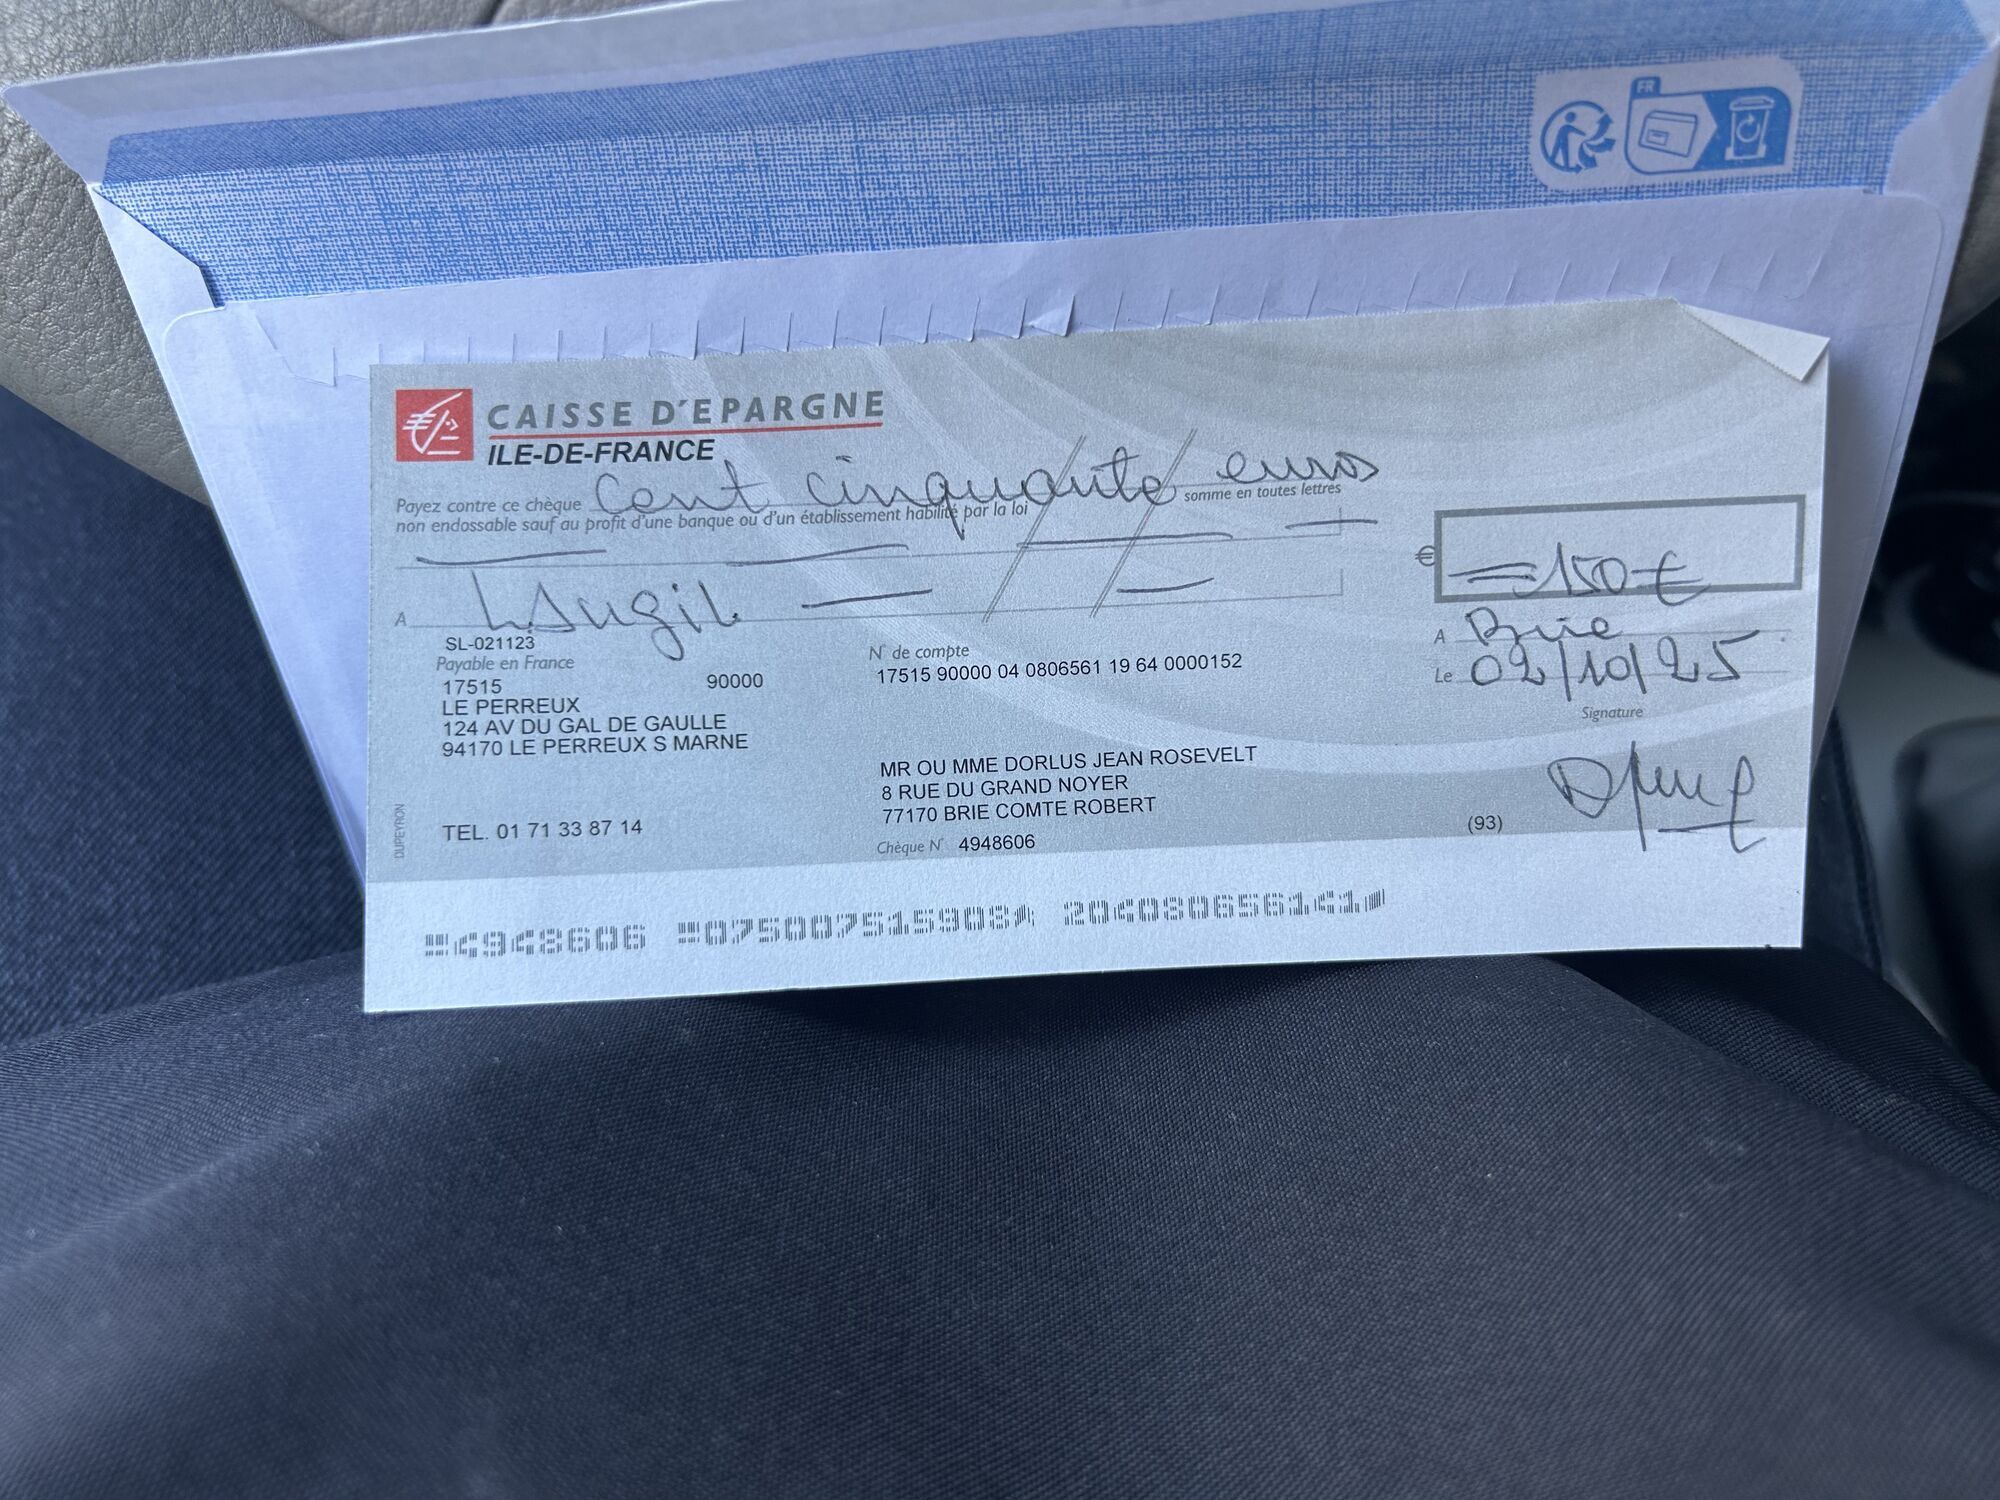 FR
CAISSE D'EPARGNE
ILE-DE-FRANCE
Payez contre ce chèque Cent cinquante euros somme en toutes lettres
non endossable sauf au profit d'une banque ou d'un établissement habilité par la loi
€ =150€
A
A Brie
SL-021123
Payable en France
N° de compte
Le 02/10/25
17515 90000
17515 90000 04 0806561 19 64 0000152
LE PERREUX
124 AV DU GAL DE GAULLE
94170 LE PERREUX S MARNE
Signature
MR OU MME DORLUS JEAN ROSEVELT
8 RUE DU GRAND NOYER
77170 BRIE COMTE ROBERT
TEL. 01 71 33 87 14
(93)
Chèque N° 4948606
DUPEYRON
4948606 075007515908 204080656141